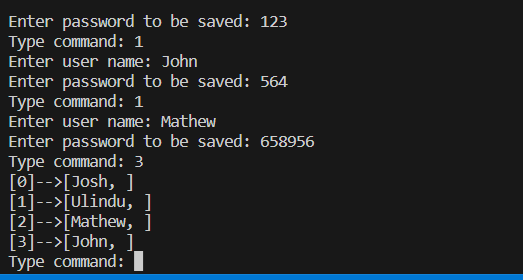 Enter password to be saved: 123
Type command: 1
Enter user name: John
Enter password to be saved: 564
Type command: 1
Enter user name: Mathew
Enter password to be saved: 658956
Type command: 3
[0]-->[Josh, ]
[1]-->[Ulindu, ]
[2]-->[Mathew, ]
[3]-->[John, ]
Type command: